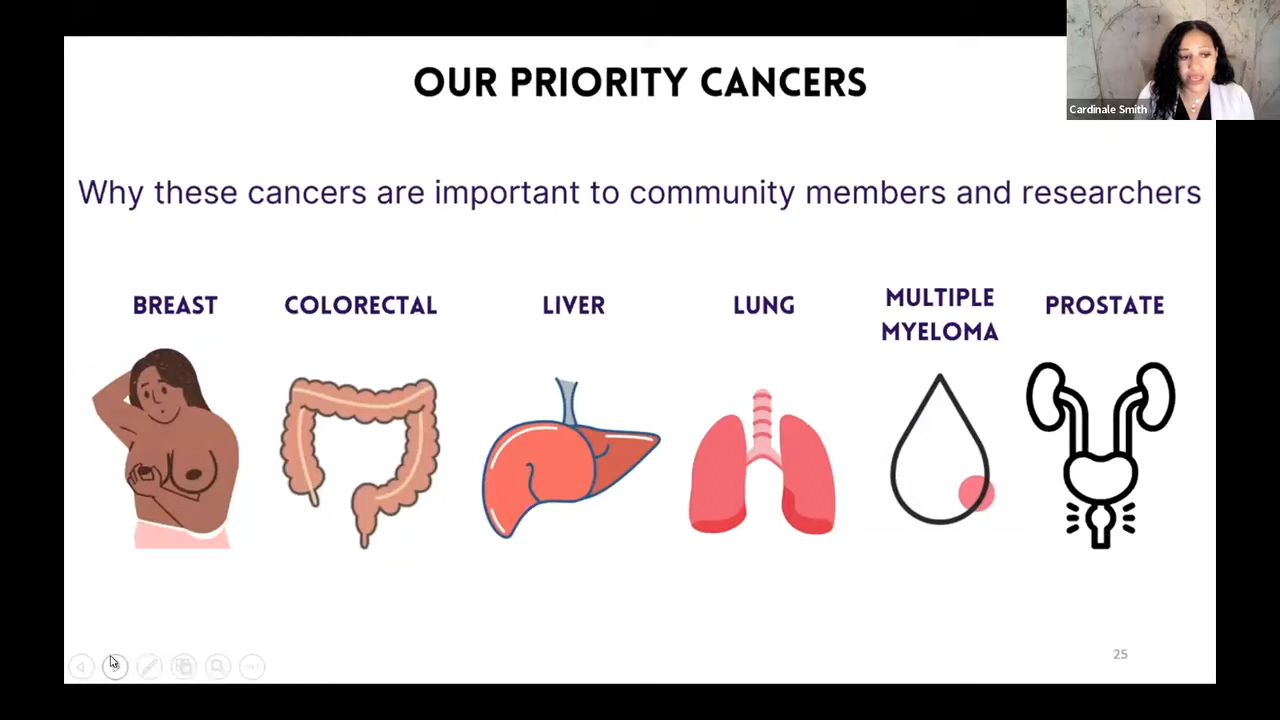 OUR PRIORITY CANCERS
Cardinale Smith
Why these cancers are important to community members and researchers
BREAST
COLORECTAL
LIVER
LUNG
MULTIPLE
MYELOMA
PROSTATE
25